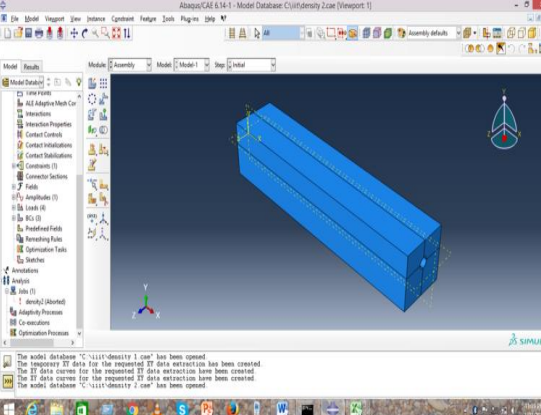 Abaqus/CAE 6.14-1 - Model Database: C:\iiit\density 2.cae [Viewport: 1]
File Model Viewport View Instance Constraint Feature Tools Plug-ins Help
All
Assembly defaults
Model Results
Module: Assembly Model: Model-1 Step: Initial
Model Databas
Time Points
ALE Adaptive Mesh Con
Interactions
Interaction Properties
Contact Controls
Contact Initializations
Contact Stabilizations
Constraints (1)
Connector Sections
Fields
Amplitudes (1)
Loads (4)
BCs (3)
Predefined Fields
Remeshing Rules
Optimization Tasks
Sketches
Annotations
Analysis
Jobs (1)
density2 (Aborted)
Adaptivity Processes
Co-executions
Optimization Processes
(XYZ)
Y
Z
X
Y
Z
X
SIMU
The model database "C:\iiit\density 1.cae" has been opened.
The temporary XY data for the requested XY data extraction has been created.
The XY data curves for the requested XY data extraction have been created.
The XY data curves for the requested XY data extraction have been created.
The model database "C:\iiit\density 2.cae" has been opened.